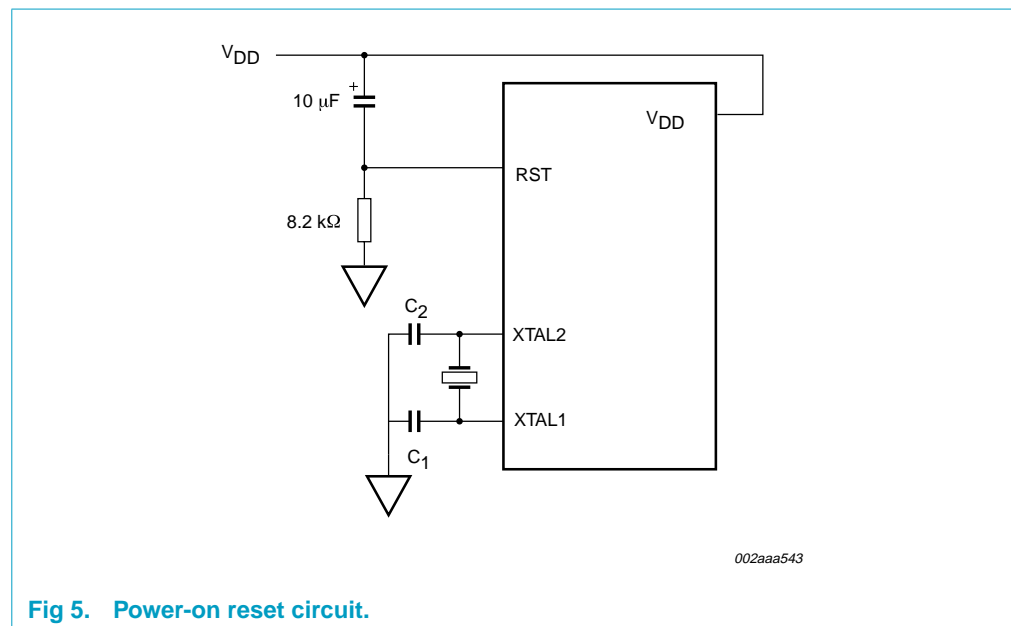 VDD
10 μF
+
VDD
RST
8.2 kΩ
C2
XTAL2
XTAL1
C1
002aaa543
Fig 5. Power-on reset circuit.